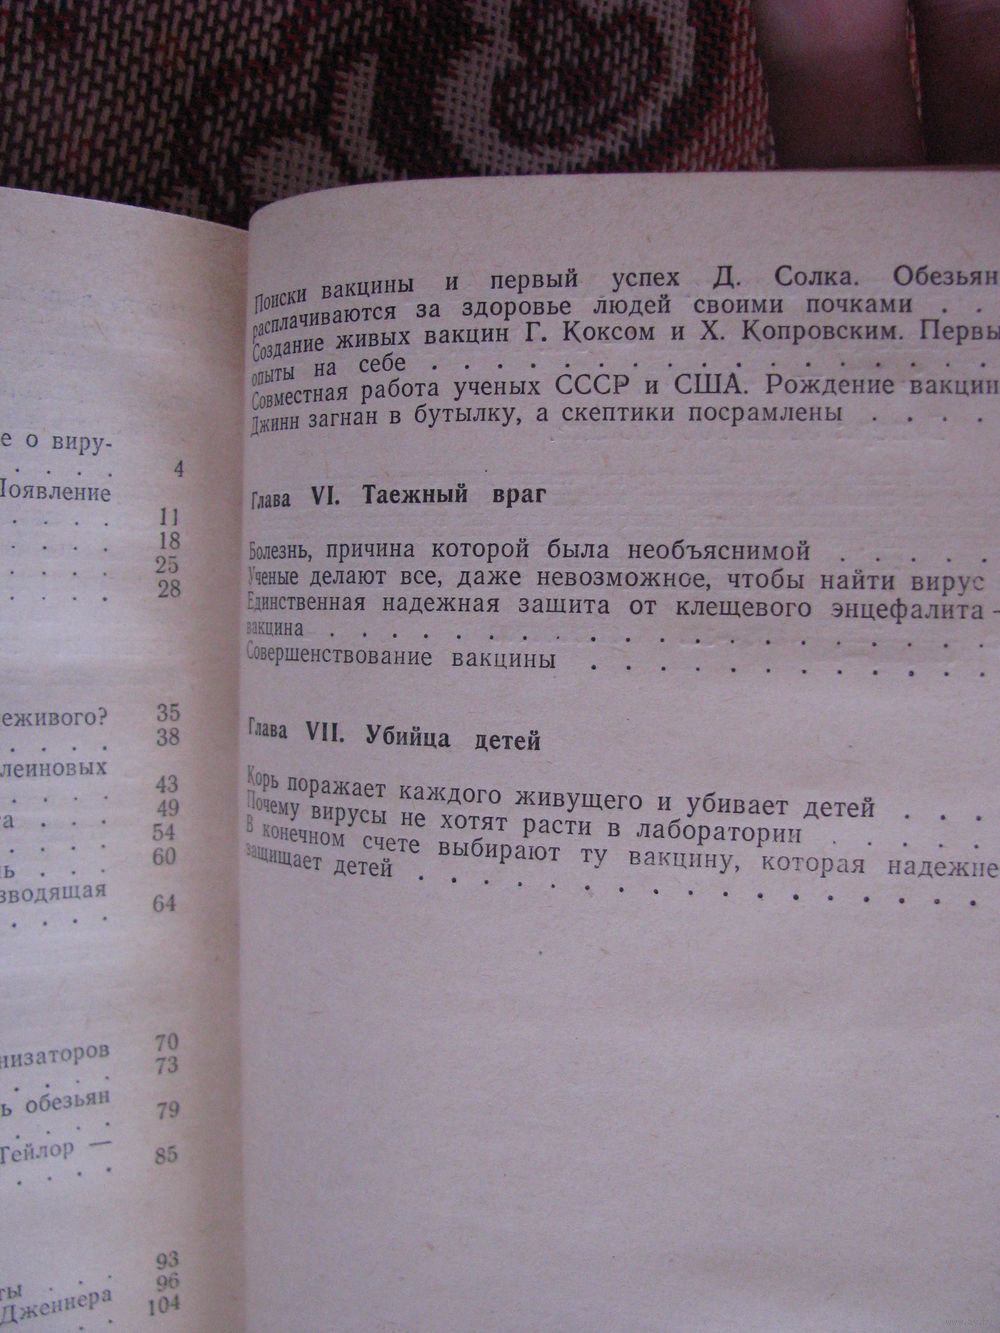 е о виру-
. . . . 4
Появление
. . . . 11
. . . . 18
. . . . 25
. . . . 28
еживого? 35
. . . . 38
леиновых
. . . . 43
а . . . 49
. . . . 54
ь . . . 60
зводящая
. . . . 64
низаторов 70
. . . . 73
ь обезьян
. . . . 79
Тейлор —
. . . . 85
93
ты . . . 96
Дженнера 104
Поиски вакцины и первый успех Д. Солка. Обезьян
расплачиваются за здоровье людей своими почками . .
Создание живых вакцин Г. Коксом и Х. Копровским. Первы
опыты на себе . . . . . . . . . . . . . .
Совместная работа ученых СССР и США. Рождение вакцин
Джинн загнан в бутылку, а скептики посрамлены . . . .
Глава VI. Таежный враг
Болезнь, причина которой была необъяснимой . . . . .
Ученые делают все, даже невозможное, чтобы найти вирус
Единственная надежная защита от клещевого энцефалита —
вакцина . . . . . . . . . . . . . . . .
Совершенствование вакцины . . . . . . . . . .
Глава VII. Убийца детей
Корь поражает каждого живущего и убивает детей . . .
Почему вирусы не хотят расти в лаборатории . . . . .
В конечном счете выбирают ту вакцину, которая надежне
защищает детей . . . . . . . . . . . . . . .